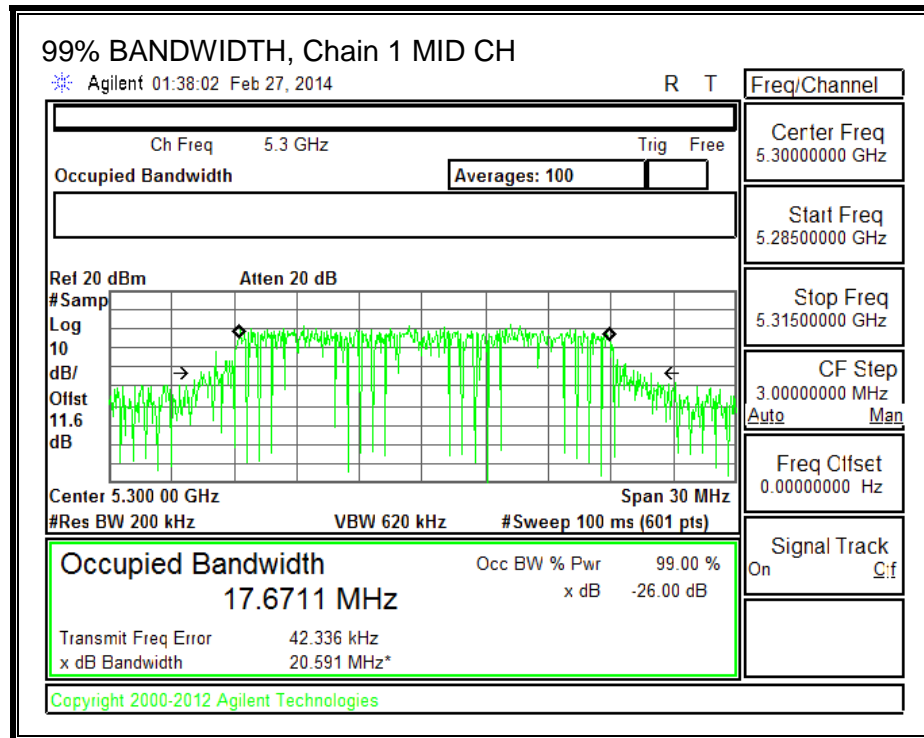 99% BANDWIDTH, Chain 1 MID CH
Agilent 01:38:02 Feb 27, 2014 R T
Freq/Channel
Ch Freq 5.3 GHz Trig Free
Occupied Bandwidth Averages: 100
Center Freq
5.30000000 GHz
Start Freq
5.28500000 GHz
Stop Freq
5.31500000 GHz
CF Step
3.00000000 MHz
Auto Man
Freq Offset
0.00000000 Hz
Signal Track
On Off
Ref 20 dBm Atten 20 dB
#Samp
Log
10
dB/
Offst
11.6
dB
Center 5.300 00 GHz Span 30 MHz
#Res BW 200 kHz VBW 620 kHz #Sweep 100 ms (601 pts)
Occupied Bandwidth
17.6711 MHz
Occ BW % Pwr 99.00 %
x dB -26.00 dB
Transmit Freq Error 42.336 kHz
x dB Bandwidth 20.591 MHz*
Copyright 2000-2012 Agilent Technologies